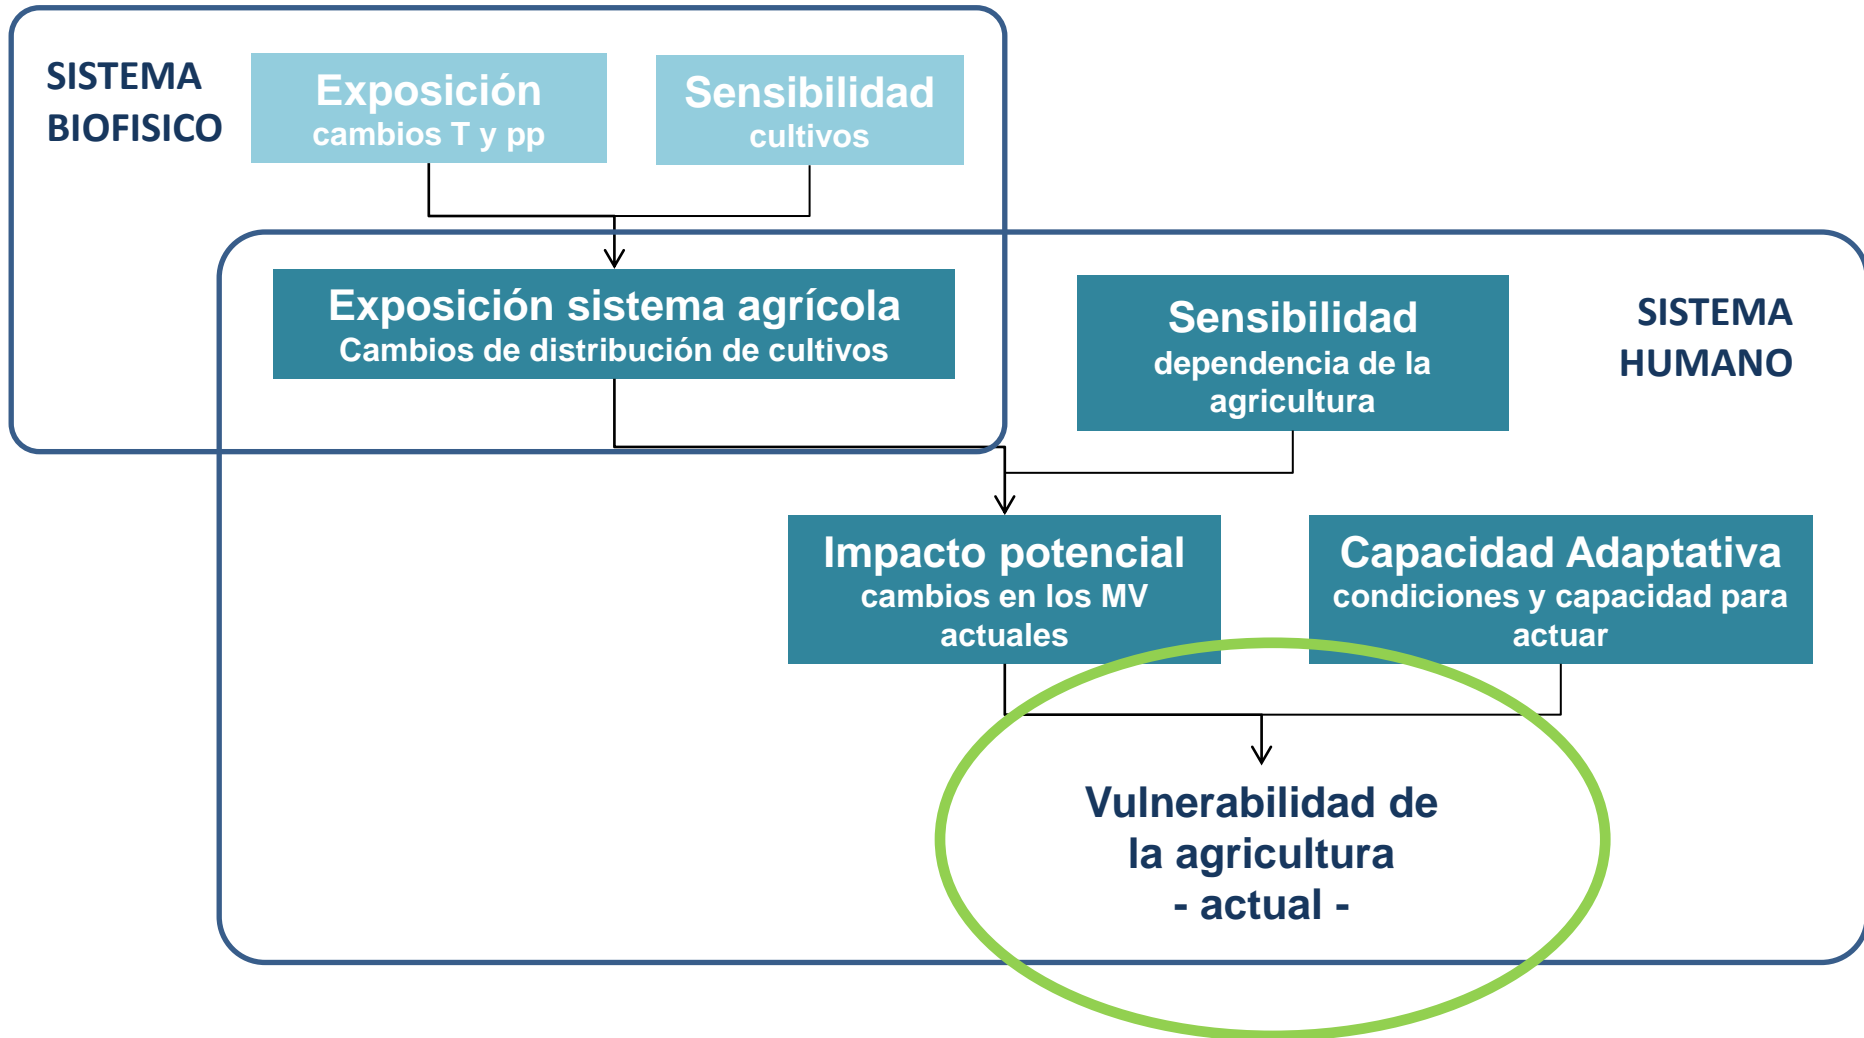 SISTEMA
BIOFISICO
Exposición
cambios T y pp
Sensibilidad
cultivos
Exposición sistema agrícola
Cambios de distribución de cultivos
Sensibilidad
dependencia de la
agricultura
SISTEMA
HUMANO
Impacto potencial
cambios en los MV
actuales
Capacidad Adaptativa
condiciones y capacidad para
actuar
Vulnerabilidad de
la agricultura
- actual -